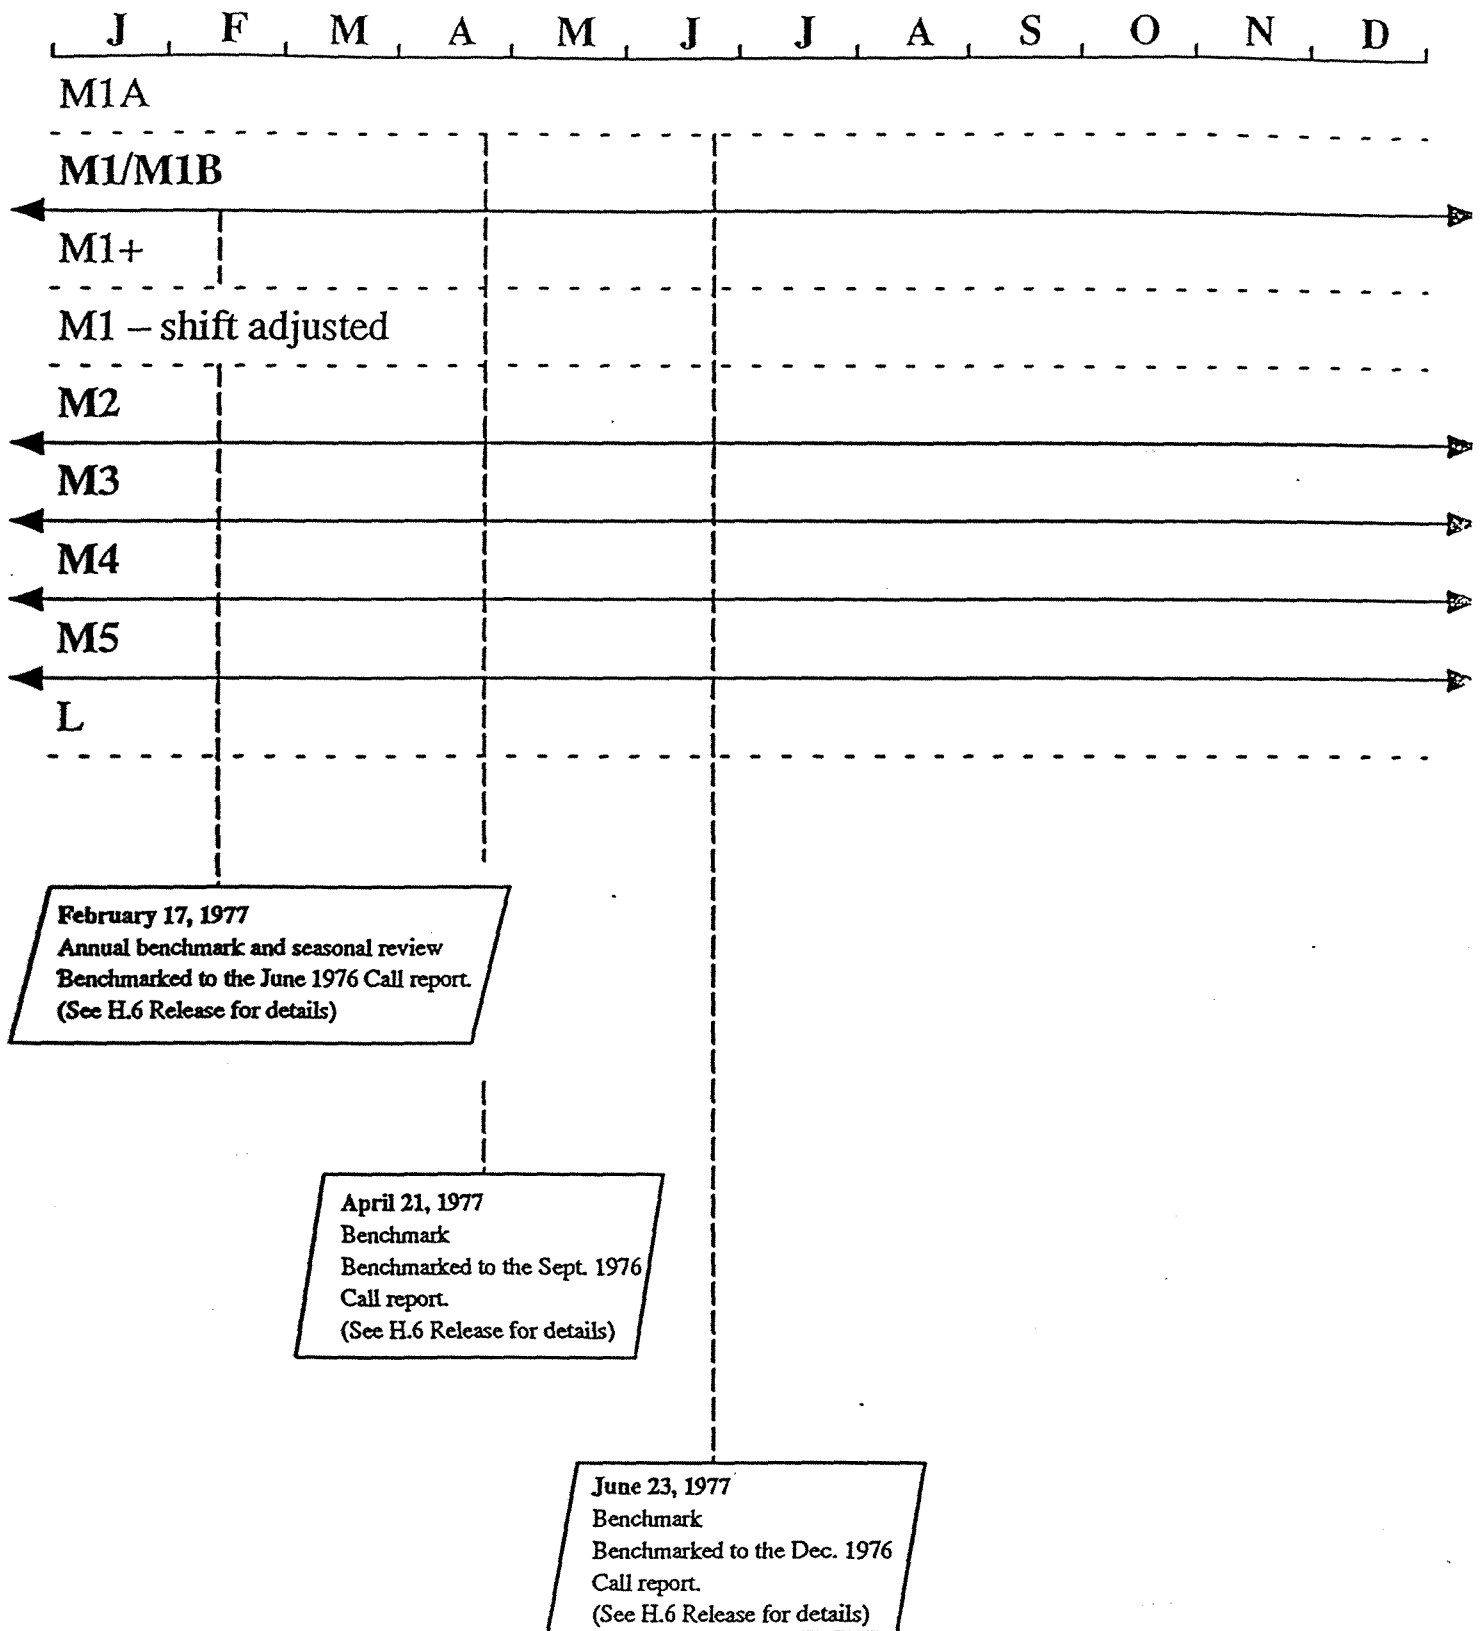 J F M A M J J A S O N D
M1A
M1/M1B
M1+
M1 – shift adjusted
M2
M3
M4
M5
L
February 17, 1977
Annual benchmark and seasonal review
Benchmarked to the June 1976 Call report.
(See H.6 Release for details)
April 21, 1977
Benchmark
Benchmarked to the Sept. 1976
Call report.
(See H.6 Release for details)
June 23, 1977
Benchmark
Benchmarked to the Dec. 1976
Call report.
(See H.6 Release for details)